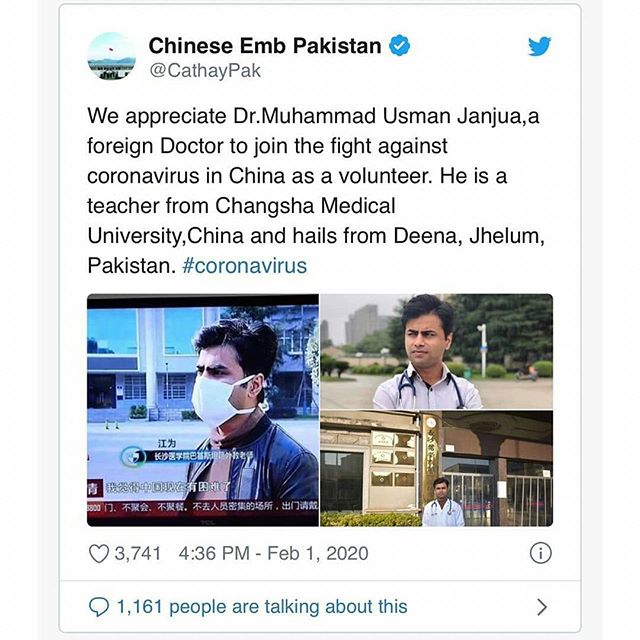 Chinese Emb Pakistan
@CathayPak
We appreciate Dr.Muhammad Usman Janjua,a
foreign Doctor to join the fight against
coronavirus in China as a volunteer. He is a
teacher from Changsha Medical
University,China and hails from Deena, Jhelum,
Pakistan. #coronavirus
江为
长沙医学院巴基斯坦籍外教老师
情 我觉得中国现在有困难了
8800 门、不聚会、不聚餐。不去人员密集的场所,出门请戴
TCL
3,741 4:36 PM - Feb 1, 2020
1,161 people are talking about this